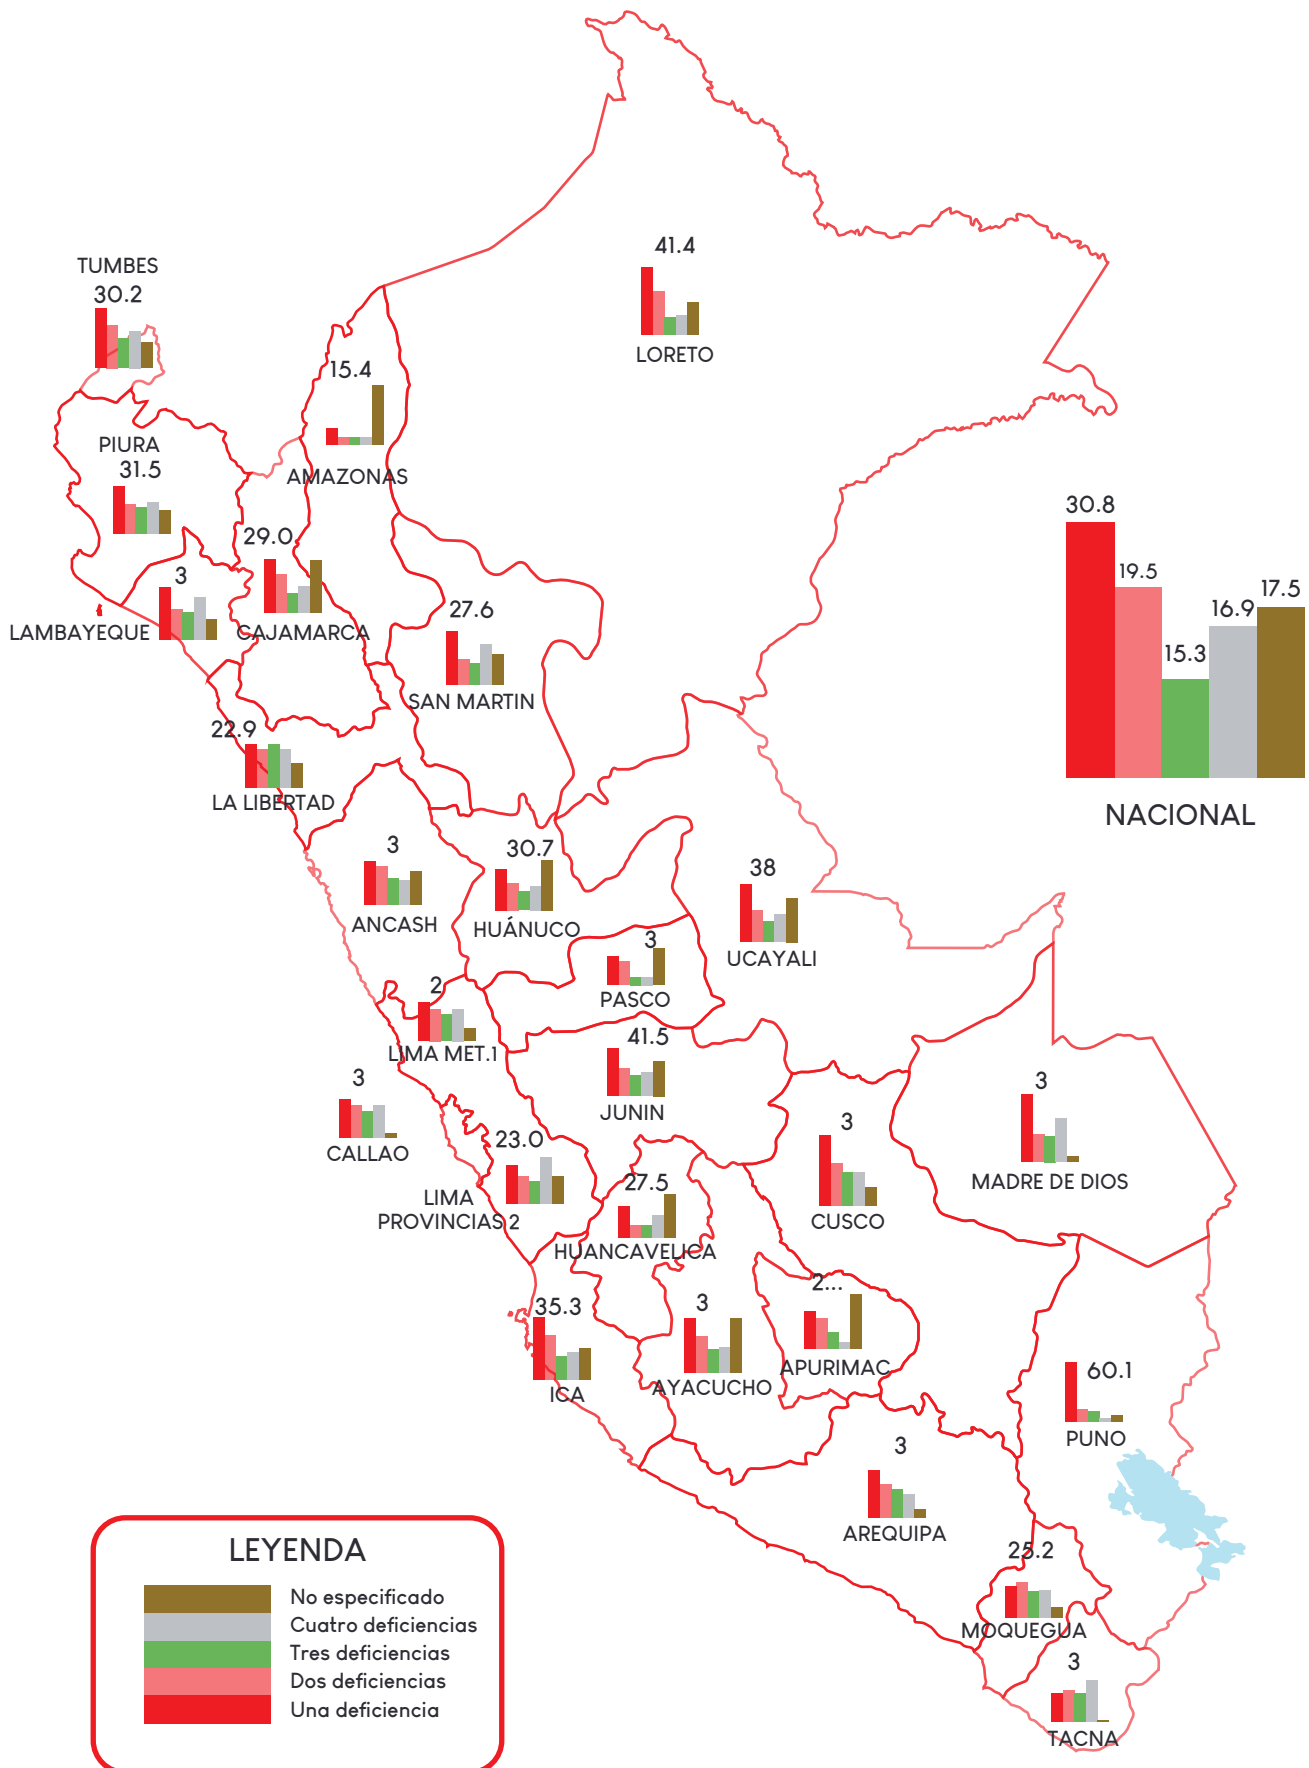 41.4
LORETO
TUMBES
30.2
15.4
AMAZONAS
PIURA
31.5
29.0
CAJAMARCA
3
LAMBAYEQUE
27.6
SAN MARTIN
30.8
19.5
15.3
16.9
17.5
NACIONAL
22.9
LA LIBERTAD
3
ANCASH
30.7
HUÁNUCO
38
UCAYALI
3
PASCO
2
LIMA MET.1
41.5
JUNIN
3
CALLAO
23.0
LIMA
PROVINCIAS 2
27.5
HUANCAVELICA
3
CUSCO
3
MADRE DE DIOS
35.3
ICA
3
AYACUCHO
2...
APURIMAC
60.1
PUNO
3
AREQUIPA
25.2
MOQUEGUA
3
TACNA
LEYENDA
No especificado
Cuatro deficiencias
Tres deficiencias
Dos deficiencias
Una deficiencia